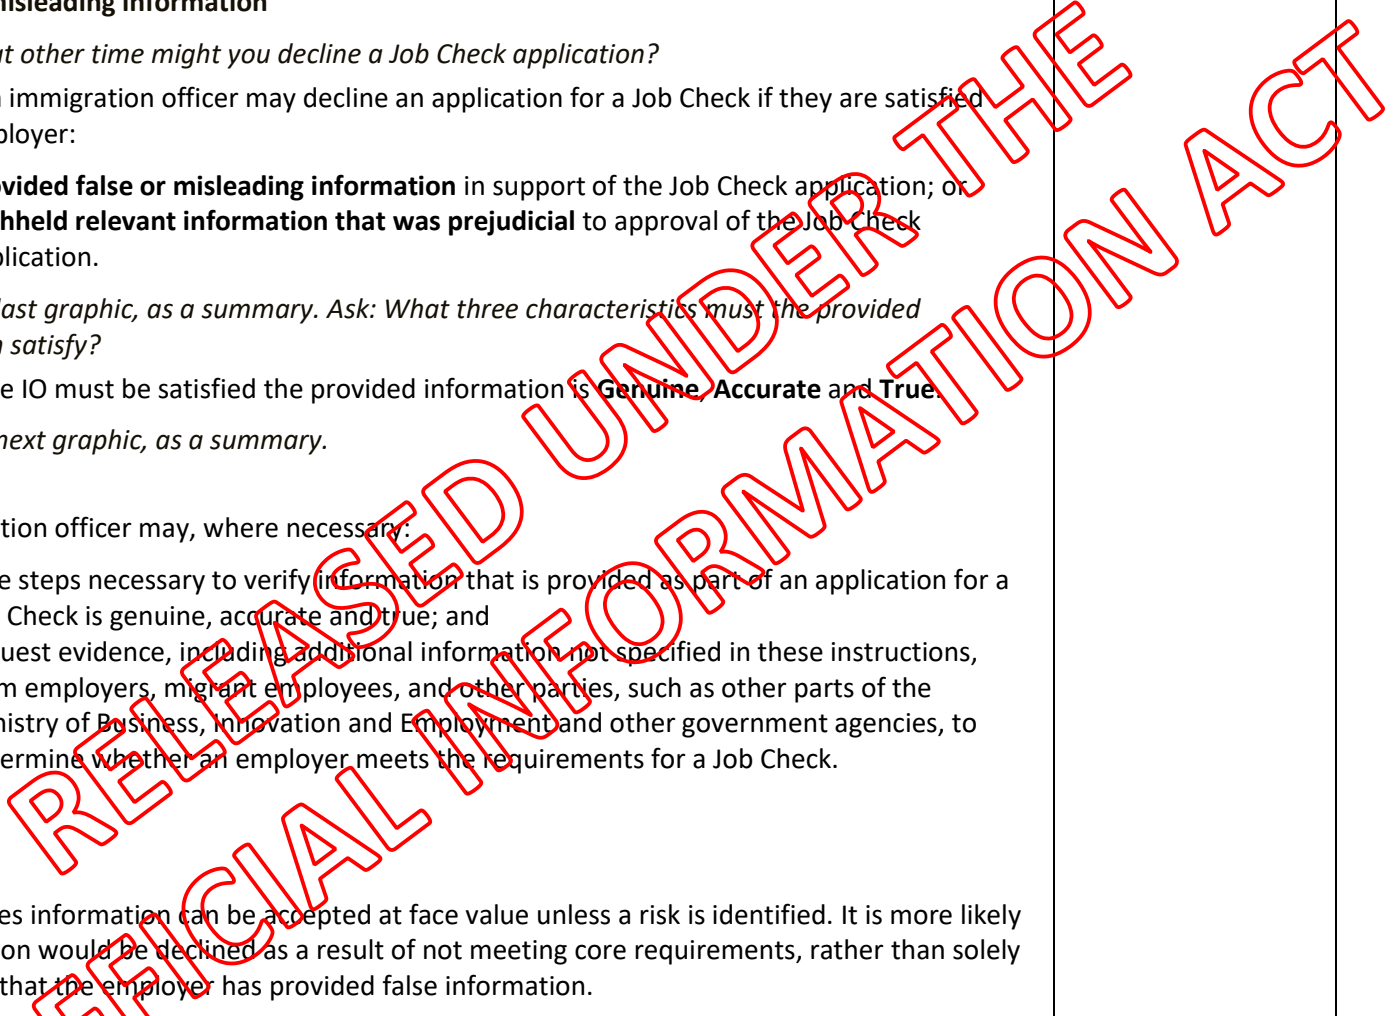 misleading information
at other time might you decline a Job Check application?
immigration officer may decline an application for a Job Check if they are satisfied
ployer:
ovided false or misleading information in support of the Job Check application; or
thheld relevant information that was prejudicial to approval of the Job Check
plication.
last graphic, as a summary. Ask: What three characteristics must the provided
n satisfy?
e IO must be satisfied the provided information is Genuine, Accurate and True.
next graphic, as a summary.
tion officer may, where necessary:
e steps necessary to verify information that is provided as part of an application for a
Check is genuine, accurate and true; and
uest evidence, including additional information not specified in these instructions,
m employers, migrant employees, and other parties, such as other parts of the
nistry of Business, Innovation and Employment and other government agencies, to
ermine whether an employer meets the requirements for a Job Check.
es information can be accepted at face value unless a risk is identified. It is more likely
on would be declined as a result of not meeting core requirements, rather than solely
that the employer has provided false information.
RELEASED UNDER THE
FFICIAL INFORMATION ACT